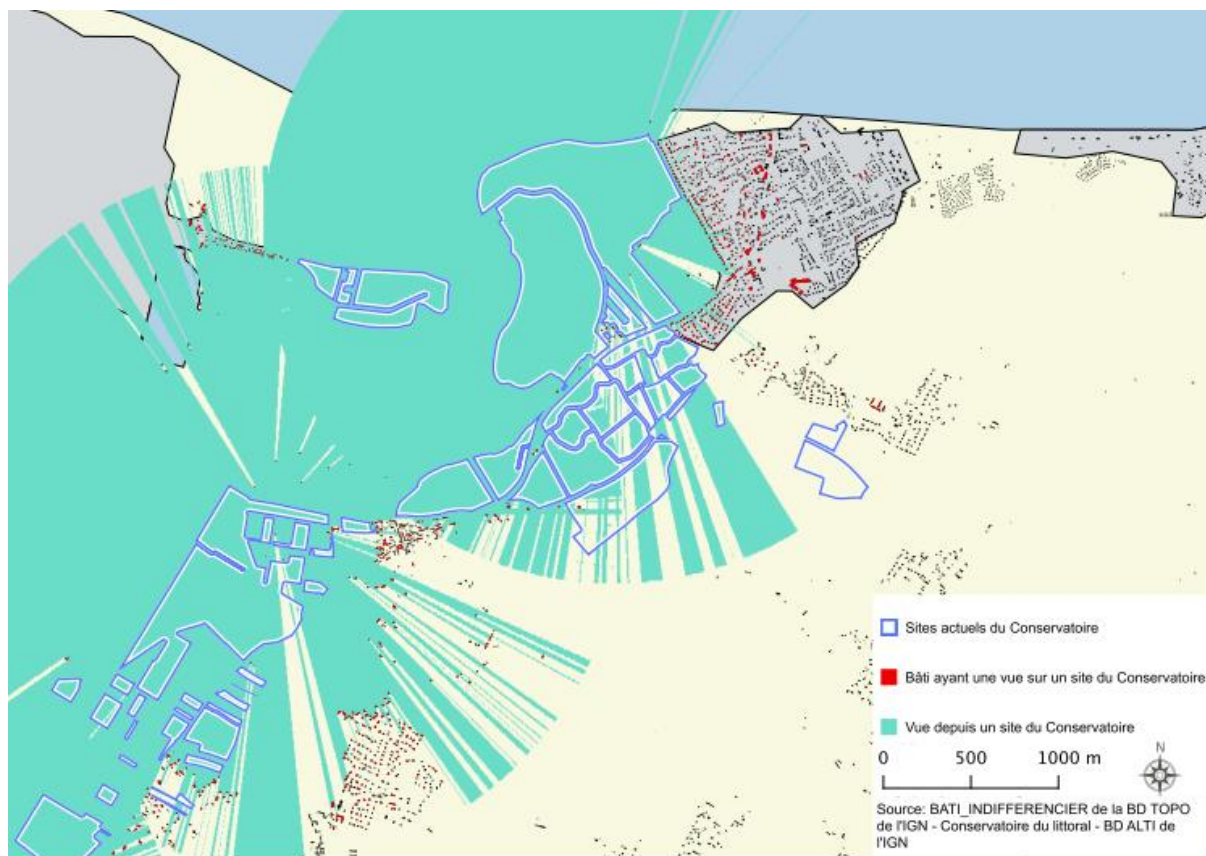 Sites actuels du Conservatoire
Bâti ayant une vue sur un site du Conservatoire
Vue depuis un site du Conservatoire
0 500 1000 m
N
Source: BATI_INDIFFERENCIER de la BD TOPO
de l'IGN - Conservatoire du littoral - BD ALTI de
l'IGN